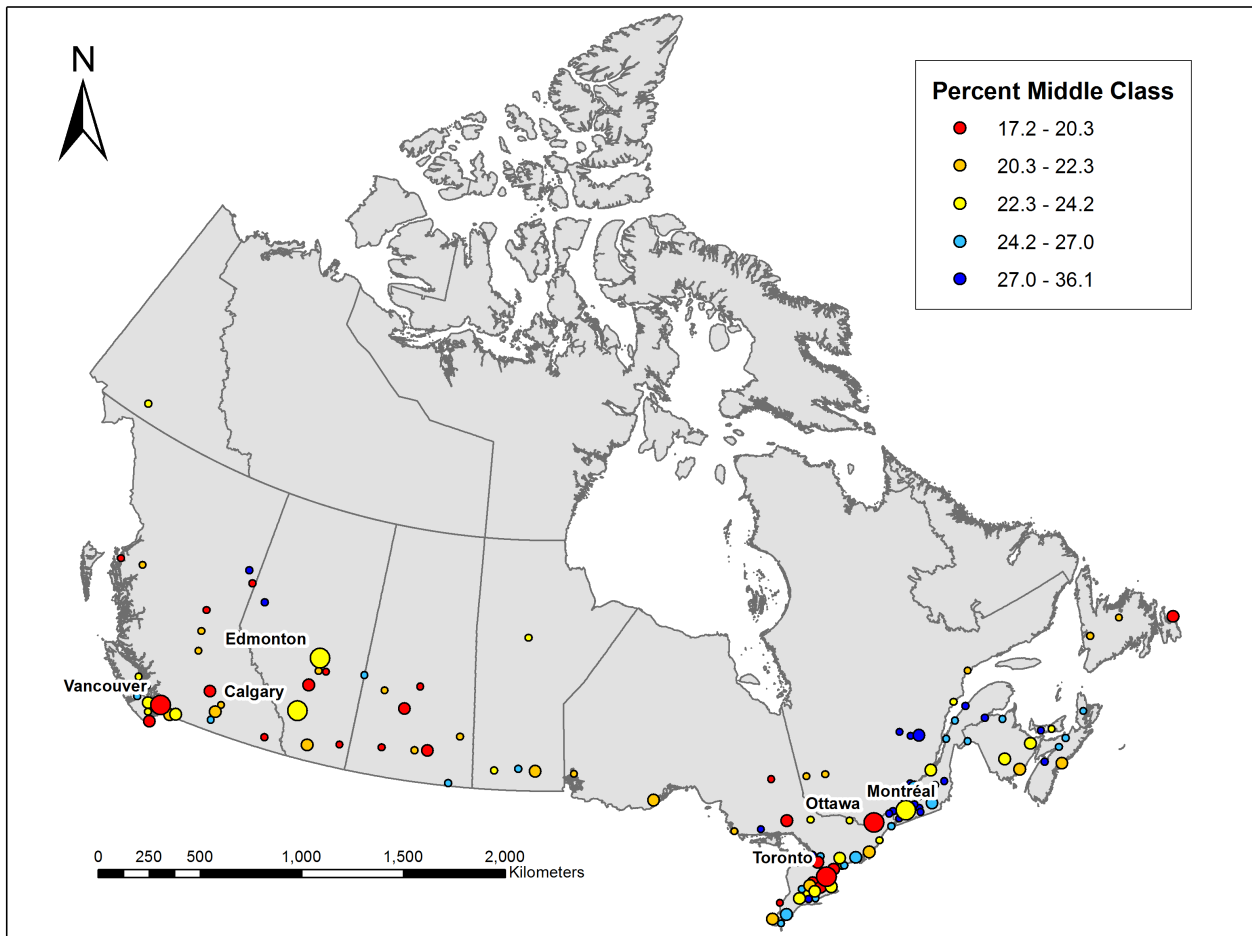 N
Percent Middle Class
17.2 - 20.3
20.3 - 22.3
22.3 - 24.2
24.2 - 27.0
27.0 - 36.1
Edmonton
Vancouver
Calgary
Montréal
Ottawa
Toronto
0 250 500 1,000 1,500 2,000
Kilometers